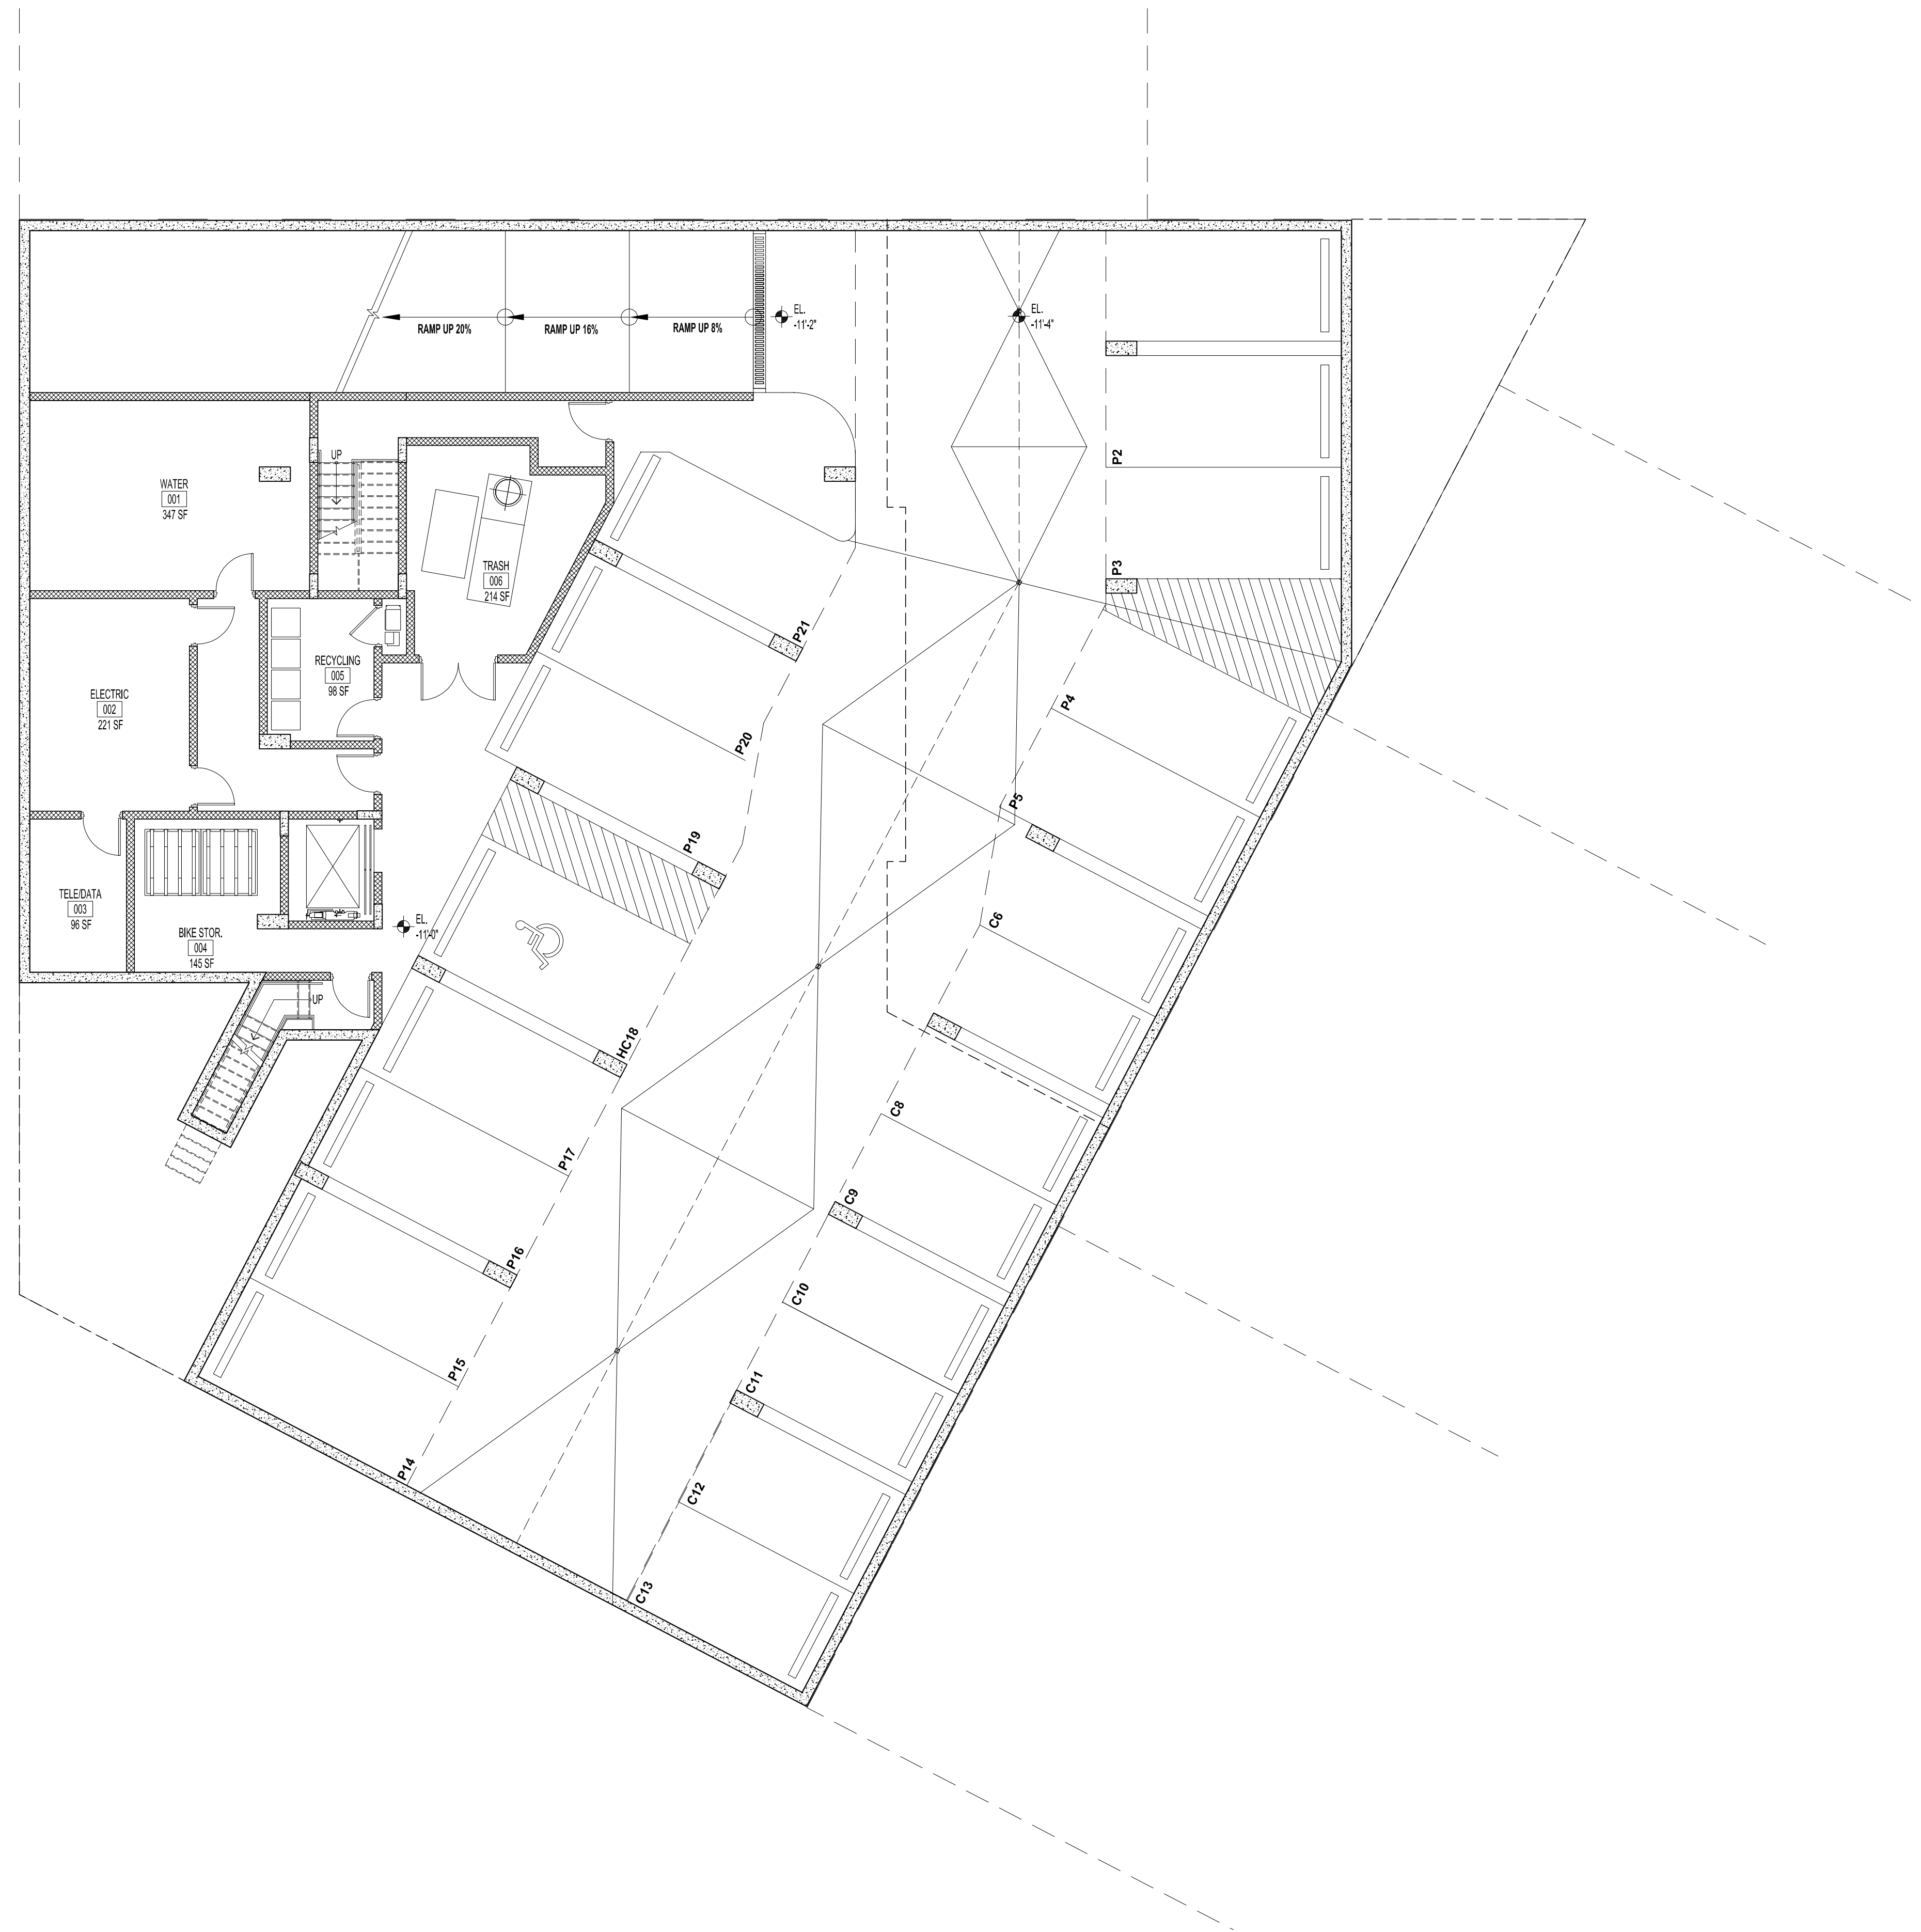 RAMP UP 20%
RAMP UP 16%
RAMP UP 8%
EL.
-11'-2"
EL.
-11'-4"
WATER
001
347 SF
UP
TRASH
006
214 SF
P2
P3
RECYCLING
005
98 SF
ELECTRIC
002
221 SF
P21
P20
P4
P5
P19
TELE/DATA
003
96 SF
BIKE STOR.
004
145 SF
EL.
-11'-0"
C6
UP
HC18
C8
P17
C9
P16
C10
P15
C11
P14
C12
C13